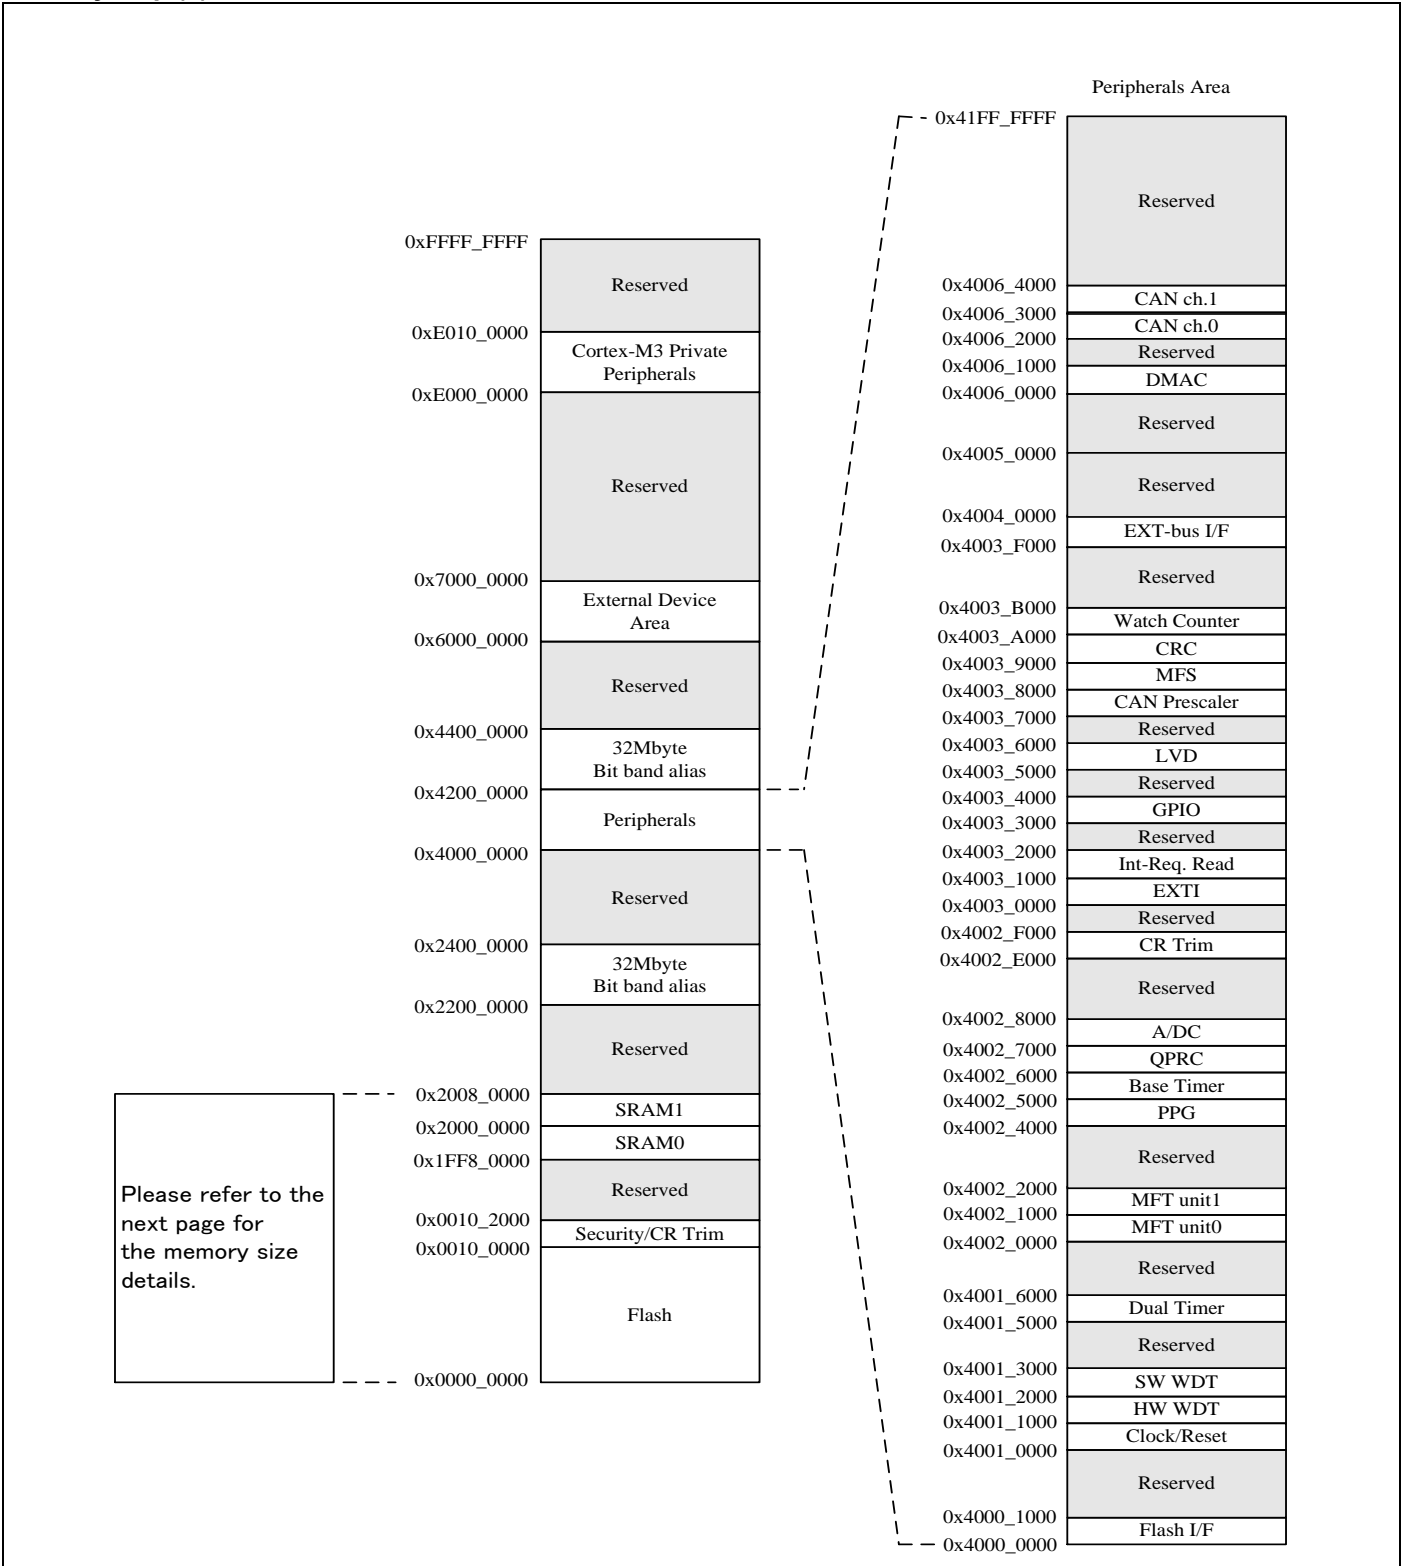 Peripherals Area
0x41FF_FFFF
Reserved
0x4006_4000
CAN ch.1
0x4006_3000
CAN ch.0
0x4006_2000
Reserved
0x4006_1000
DMAC
0x4006_0000
Reserved
0x4005_0000
Reserved
0x4004_0000
EXT-bus I/F
0x4003_F000
Reserved
0x4003_B000
Watch Counter
0x4003_A000
CRC
0x4003_9000
MFS
0x4003_8000
CAN Prescaler
0x4003_7000
Reserved
0x4003_6000
LVD
0x4003_5000
Reserved
0x4003_4000
GPIO
0x4003_3000
Reserved
0x4003_2000
Int-Req. Read
0x4003_1000
EXTI
0x4003_0000
Reserved
0x4002_F000
CR Trim
0x4002_E000
Reserved
0x4002_8000
A/DC
0x4002_7000
QPRC
0x4002_6000
Base Timer
0x4002_5000
PPG
0x4002_4000
Reserved
0x4002_2000
MFT unit1
0x4002_1000
MFT unit0
0x4002_0000
Reserved
0x4001_6000
Dual Timer
0x4001_5000
Reserved
0x4001_3000
SW WDT
0x4001_2000
HW WDT
0x4001_1000
Clock/Reset
0x4001_0000
Reserved
0x4000_1000
Flash I/F
0x4000_0000
0xFFFF_FFFF
Reserved
0xE010_0000
Cortex-M3 Private
Peripherals
0xE000_0000
Reserved
0x7000_0000
External Device
Area
0x6000_0000
Reserved
0x4400_0000
32Mbyte
Bit band alias
0x4200_0000
Peripherals
0x4000_0000
Reserved
0x2400_0000
32Mbyte
Bit band alias
0x2200_0000
Reserved
0x2008_0000
SRAM1
0x2000_0000
SRAM0
0x1FF8_0000
Reserved
0x0010_2000
Security/CR Trim
0x0010_0000
Flash
0x0000_0000
Please refer to the
next page for
the memory size
details.